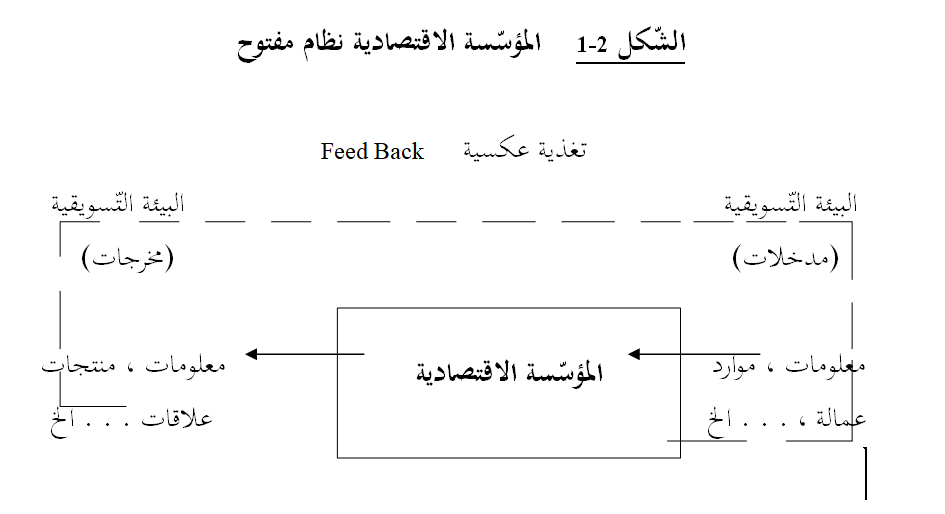 الشّكل 2-1 المؤسّسة الاقتصادية نظام مفتوح
تغذية عكسية Feed Back
البيئة التّسويقية
(مدخلات)
معلومات ، موارد
عمالة ، . . . الخ
المؤسّسة الاقتصادية
البيئة التّسويقية
(مخرجات)
معلومات ، منتجات
علاقات . . . الخ